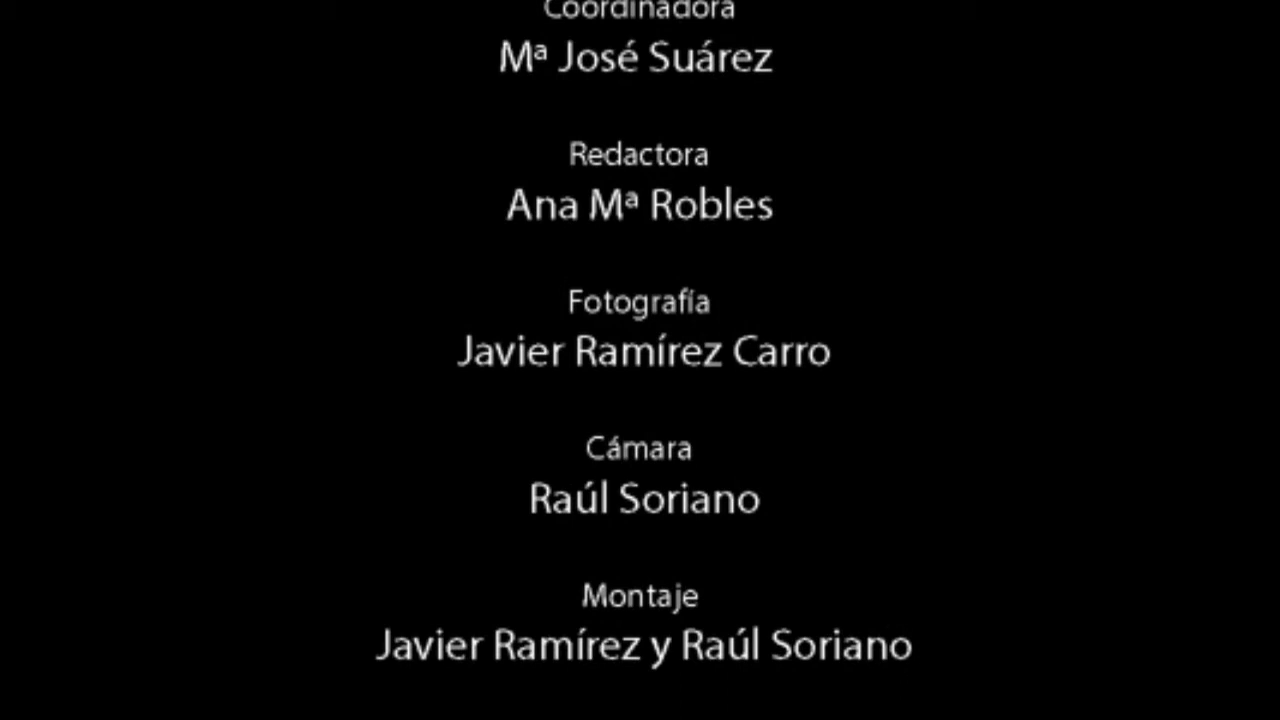 Coordinadora
Mª José Suárez
Redactora
Ana Mª Robles
Fotografía
Javier Ramírez Carro
Cámara
Raúl Soriano
Montaje
Javier Ramírez y Raúl Soriano